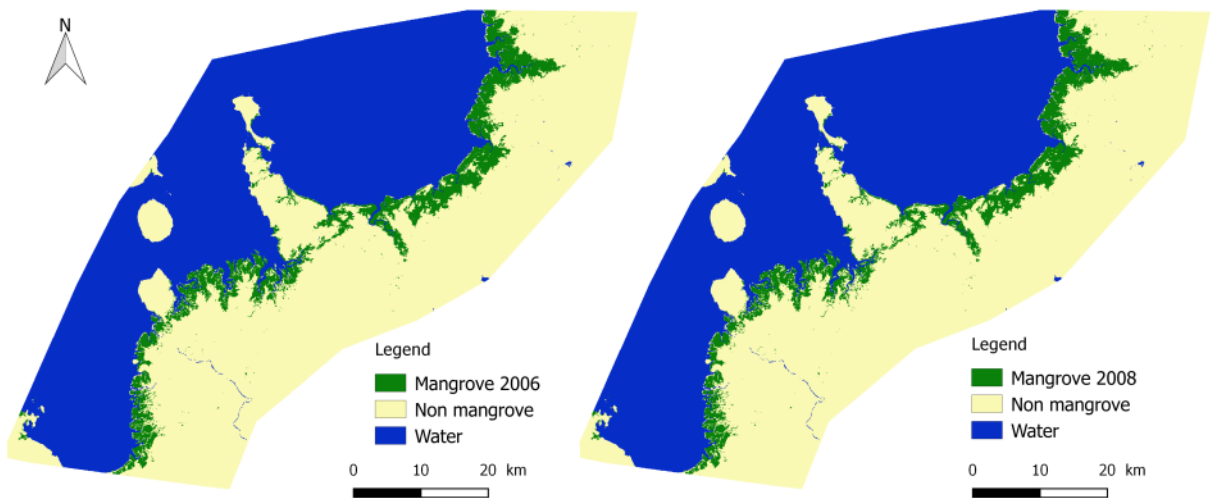 N
Legend
Mangrove 2006
Non mangrove
Water
0 10 20 km
Legend
Mangrove 2008
Non mangrove
Water
0 10 20 km